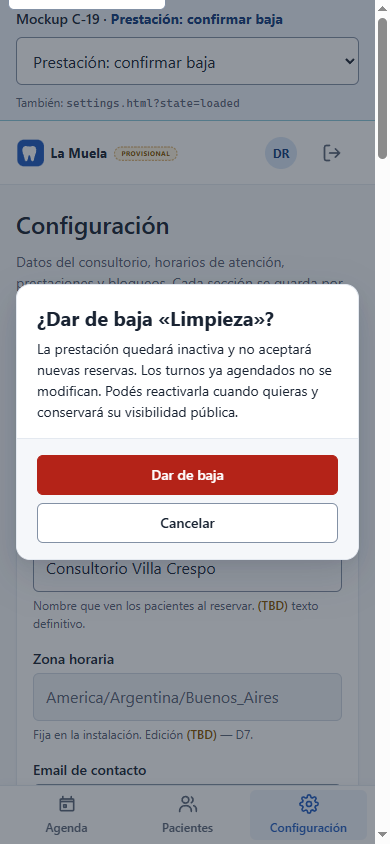 Mockup C-19 · Prestación: confirmar baja
Prestación: confirmar baja
También: settings.html?state=loaded
La Muela
PROVISIONAL
DR
Configuración
Datos del consultorio, horarios de atención,
prestaciones y bloqueos. Cada sección se guarda por
¿Dar de baja «Limpieza»?
La prestación quedará inactiva y no aceptará
nuevas reservas. Los turnos ya agendados no se
modifican. Podés reactivarla cuando quieras y
conservará su visibilidad pública.
Dar de baja
Cancelar
Consultorio Villa Crespo
Nombre que ven los pacientes al reservar. (TBD) texto
definitivo.
Zona horaria
America/Argentina/Buenos_Aires
Fija en la instalación. Edición (TBD) — D7.
Email de contacto
Agenda
Pacientes
Configuración